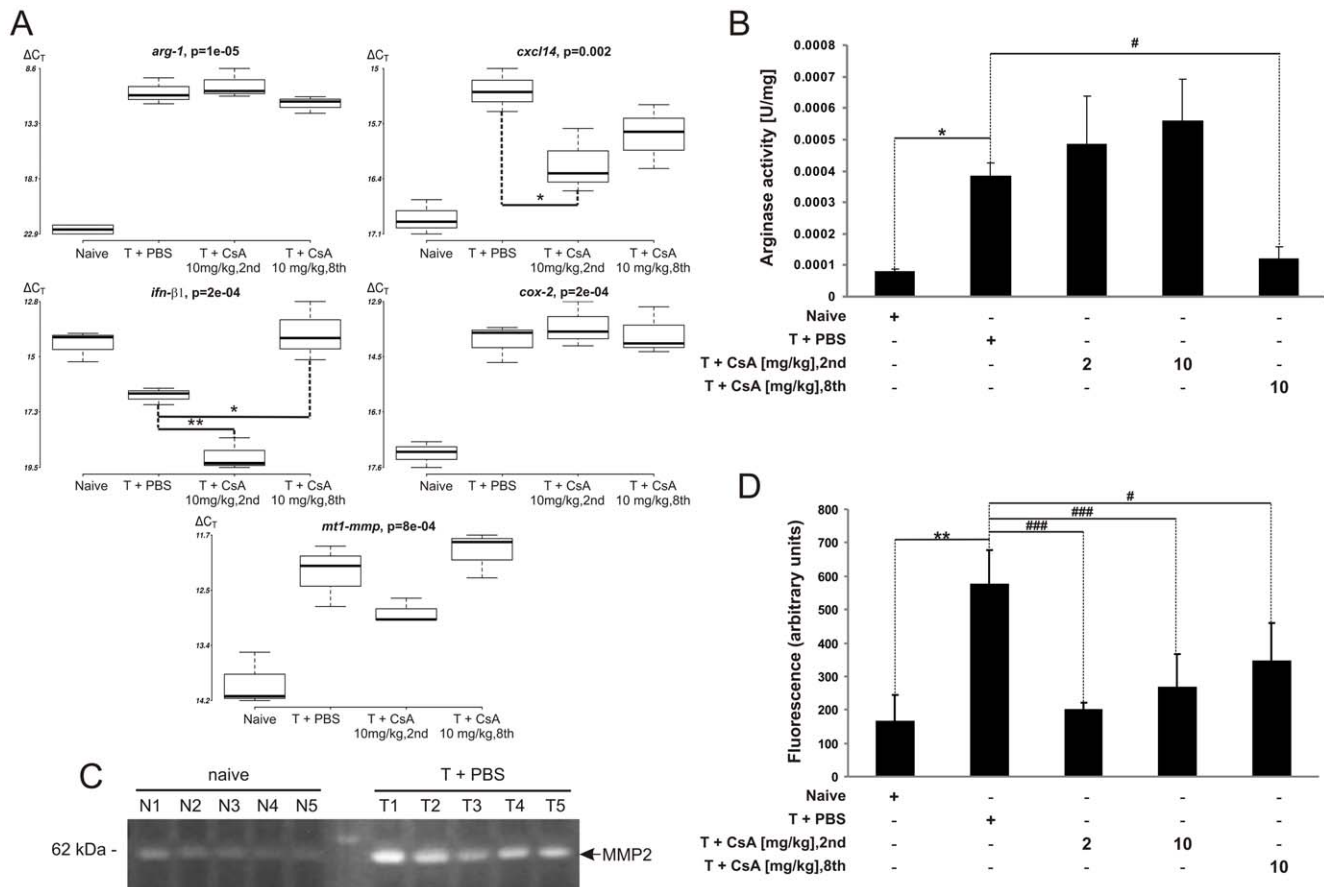 A
arg-1, p=1e-05
ΔCT
8.6
13.3
18.1
22.9
Naive
T + PBS
T + CsA
10mg/kg,2nd
T + CsA
10 mg/kg,8th
cxcl14, p=0.002
ΔCT
15
15.7
16.4
17.1
*
Naive
T + PBS
T + CsA
10mg/kg,2nd
T + CsA
10 mg/kg,8th
ifn-β1, p=2e-04
ΔCT
12.8
15
17.3
19.5
*
**
Naive
T + PBS
T + CsA
10mg/kg,2nd
T + CsA
10 mg/kg,8th
cox-2, p=2e-04
ΔCT
12.9
14.5
16.1
17.6
Naive
T + PBS
T + CsA
10mg/kg,2nd
T + CsA
10 mg/kg,8th
mt1-mmp, p=8e-04
ΔCT
11.7
12.5
13.4
14.2
Naive
T + PBS
T + CsA
10mg/kg,2nd
T + CsA
10 mg/kg,8th
B
Arginase activity [U/mg]
0.0008
0.0007
0.0006
0.0005
0.0004
0.0003
0.0002
0.0001
0
*
#
Naive + - - - -
T + PBS - + - - -
T + CsA [mg/kg],2nd - - 2 10 -
T + CsA [mg/kg],8th - - - - 10
C
naive T + PBS
N1 N2 N3 N4 N5 T1 T2 T3 T4 T5
62 kDa - MMP2
D
Fluorescence (arbitrary units)
800
700
600
500
400
300
200
100
0
**
###
###
#
Naive + - - - -
T + PBS - + - - -
T + CsA [mg/kg],2nd - - 2 10 -
T + CsA [mg/kg],8th - - - - 10